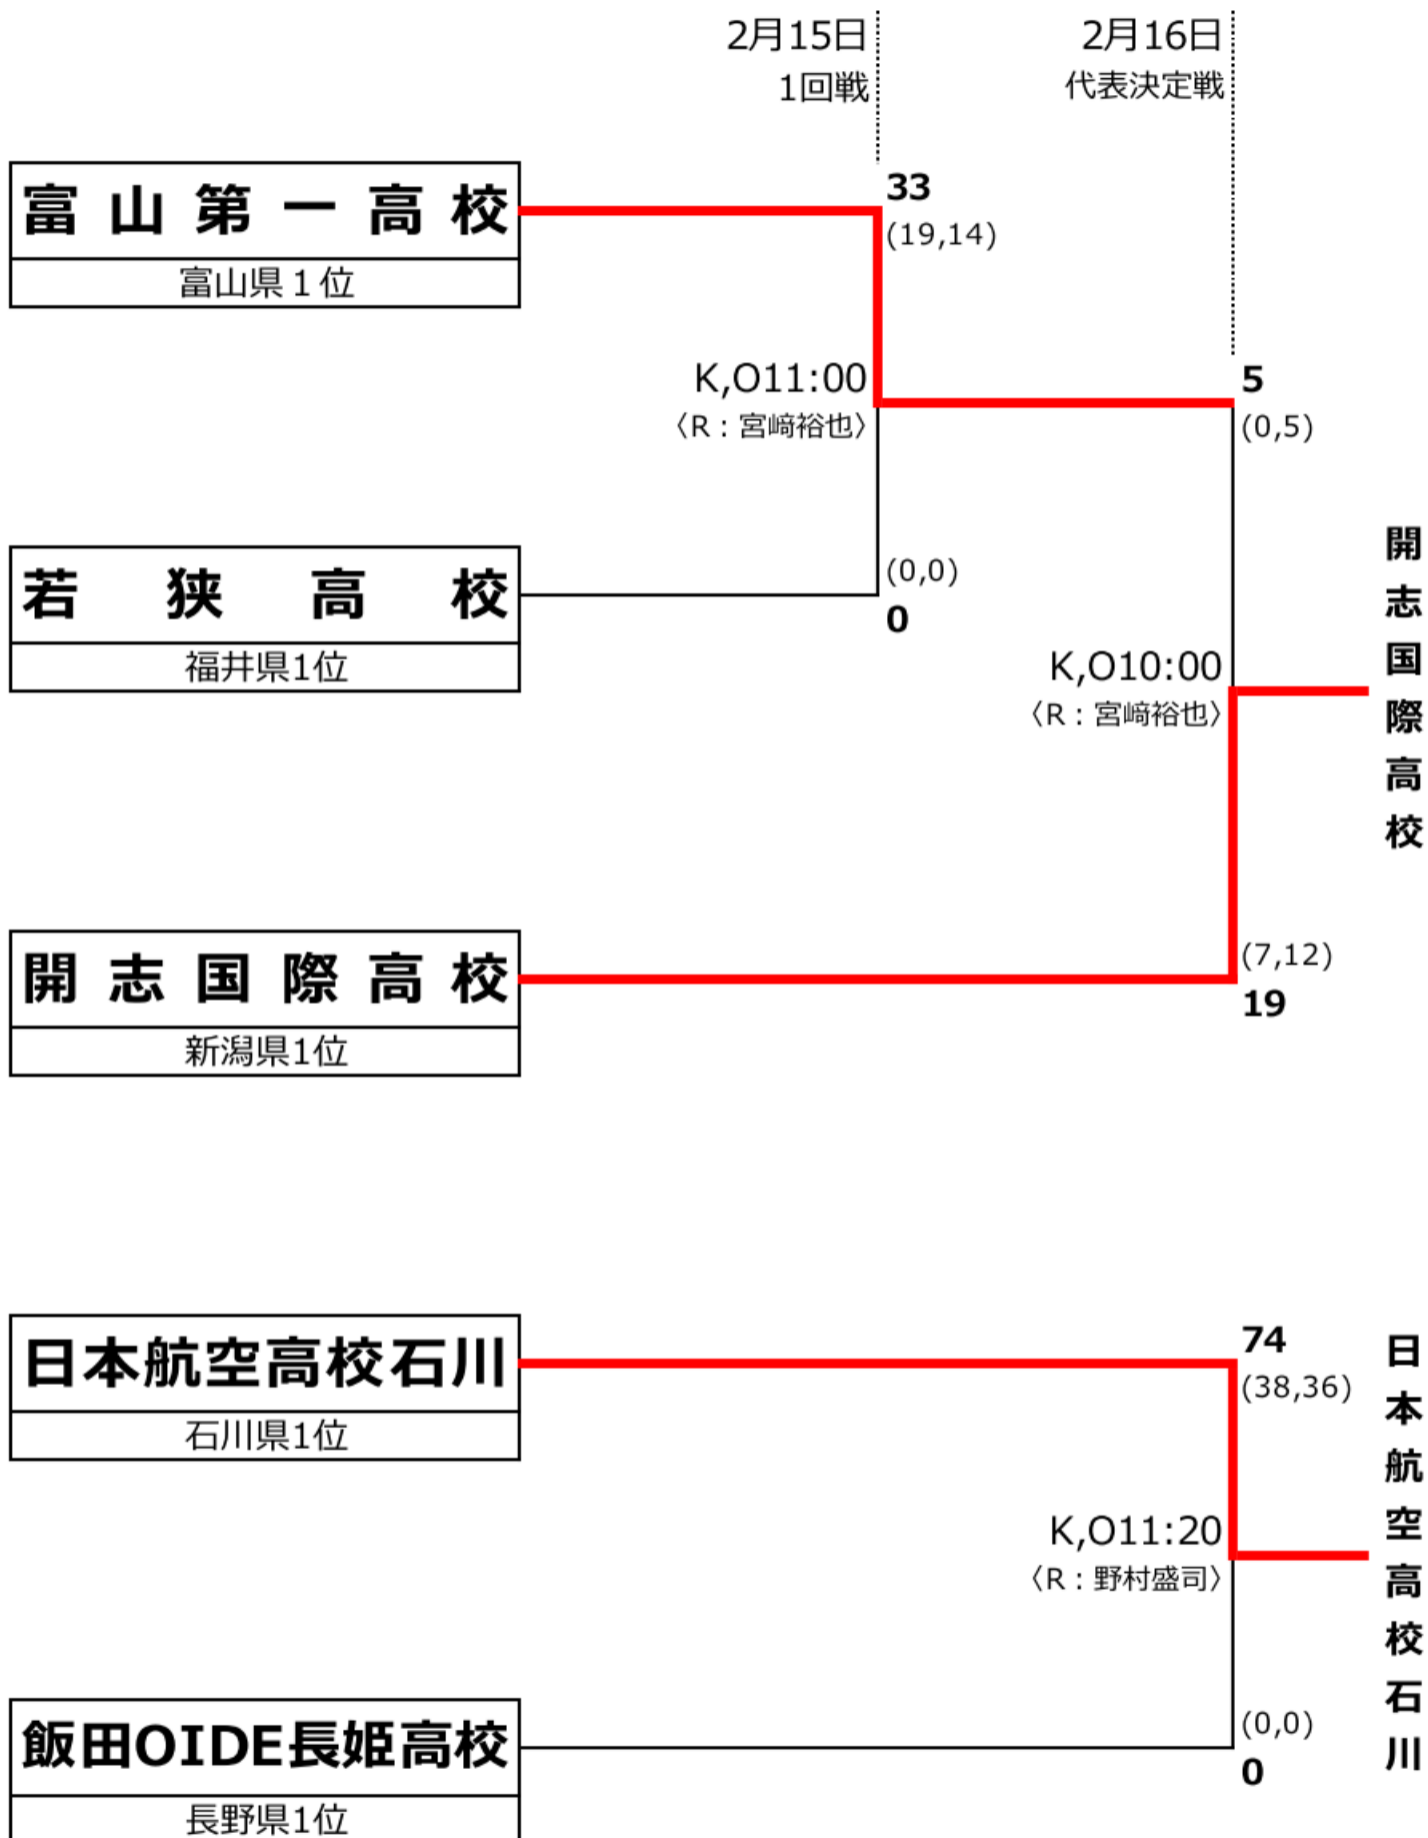 2月15日
1回戦
2月16日
代表決定戦
富山第一高校
富山県１位
33
(19,14)
K,O11:00
〈R：宮﨑裕也〉
5
(0,5)
若狭高校
福井県1位
(0,0)
0
K,O10:00
〈R：宮﨑裕也〉
開志国際高校
開志国際高校
新潟県1位
(7,12)
19
日本航空高校石川
石川県1位
74
(38,36)
日本航空高校石川
K,O11:20
〈R：野村盛司〉
飯田OIDE長姫高校
長野県1位
(0,0)
0